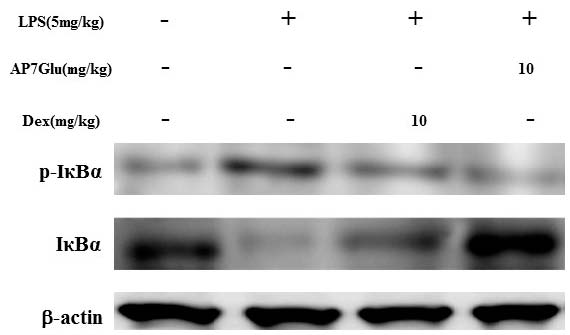 LPS(5mg/kg) - + + +
AP7Glu(mg/kg) - - - 10
Dex(mg/kg) - - 10 -
p-IκBα
IκBα
β-actin